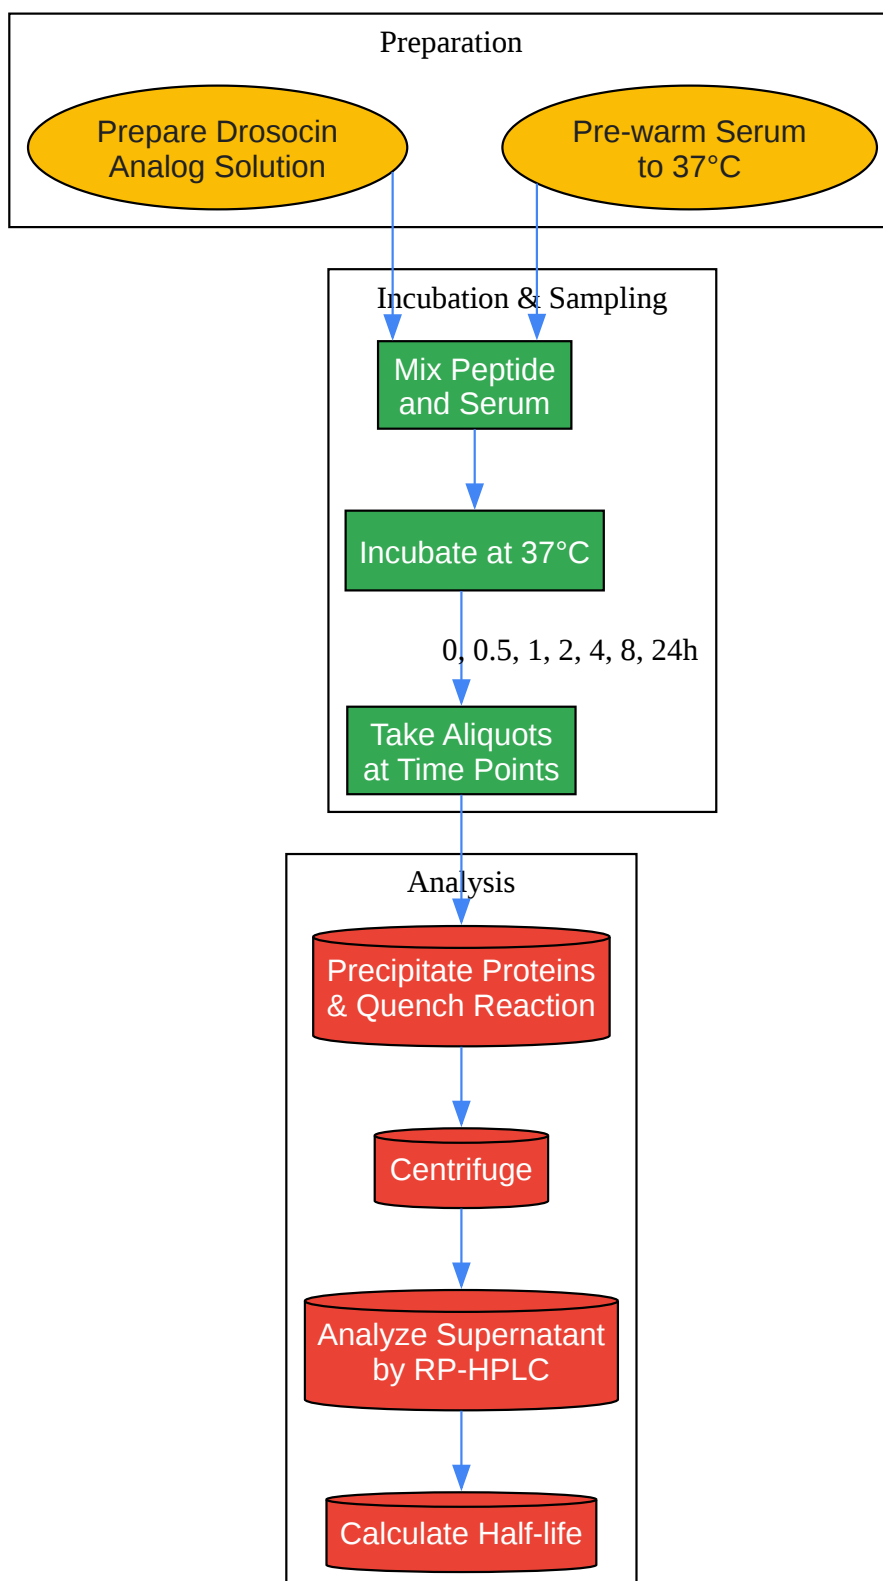 Preparation
Prepare Drosocin
Analog Solution
Pre-warm Serum
to 37°C
Incubation & Sampling
Mix Peptide
and Serum
Incubate at 37°C
0, 0.5, 1, 2, 4, 8, 24h
Take Aliquots
at Time Points
Analysis
Precipitate Proteins
& Quench Reaction
Centrifuge
Analyze Supernatant
by RP-HPLC
Calculate Half-life